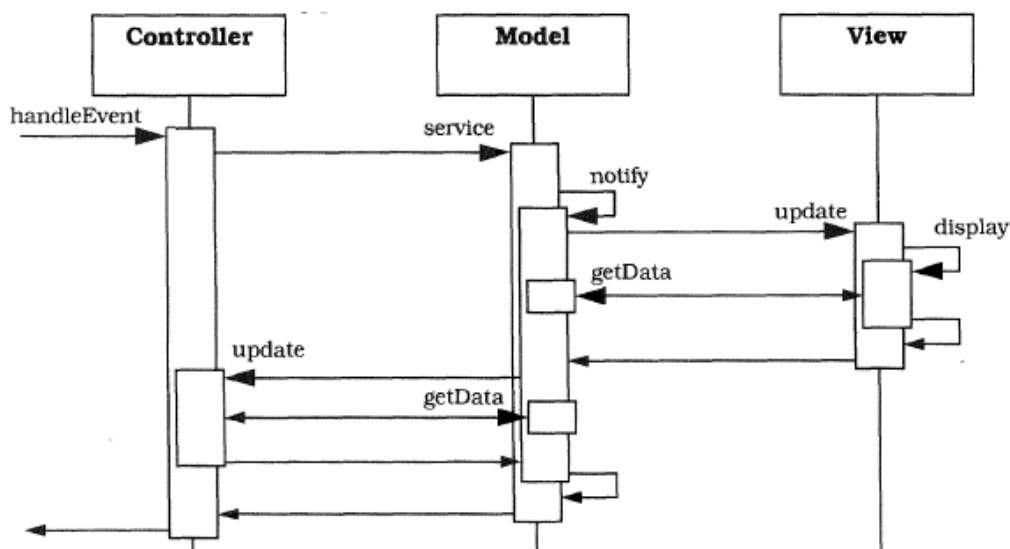 Controller
Model
View
handleEvent
service
notify
update
display
getData
update
getData